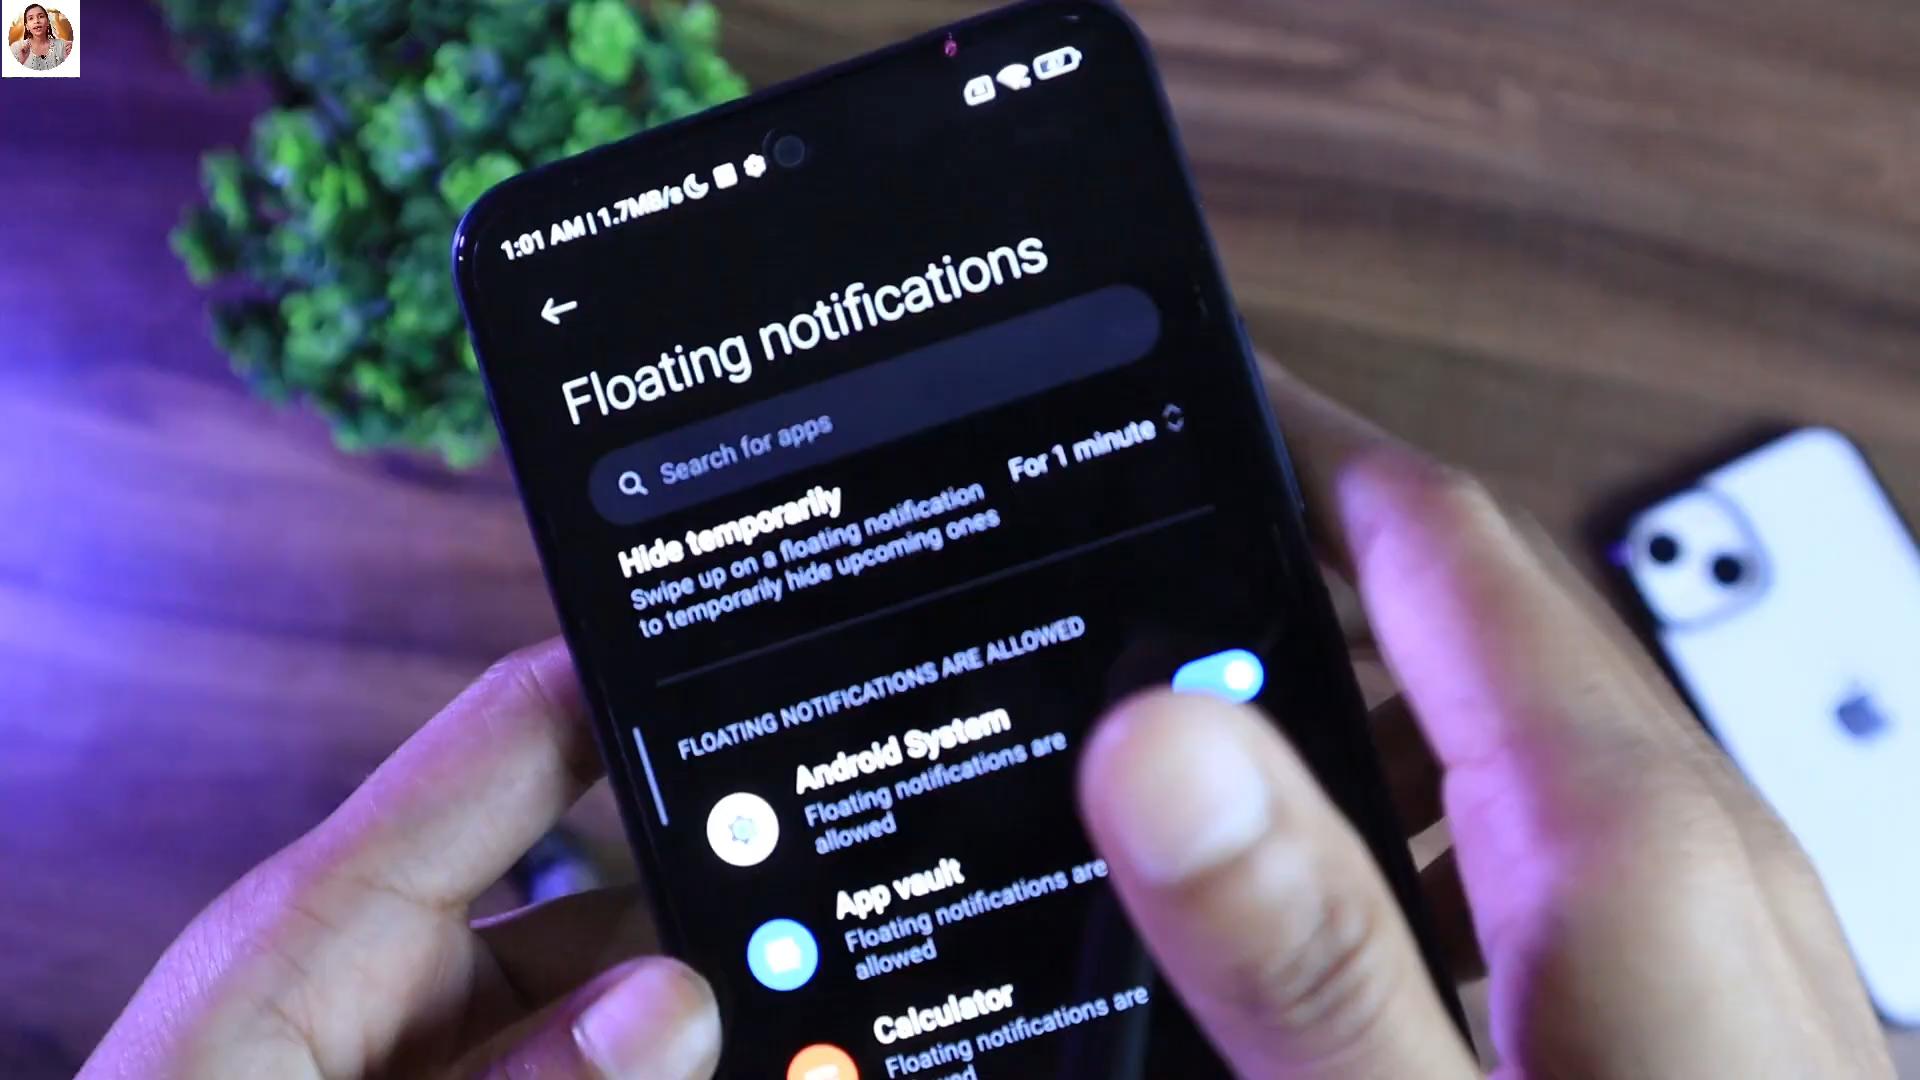 1:01 AM | 1.7MB/s
Floating notifications
Search for apps
Hide temporarily
Swipe up on a floating notification
to temporarily hide upcoming ones
For 1 minute
FLOATING NOTIFICATIONS ARE ALLOWED
Android System
Floating notifications are
allowed
App vault
Floating notifications are
allowed
Calculator
Floating notifications are